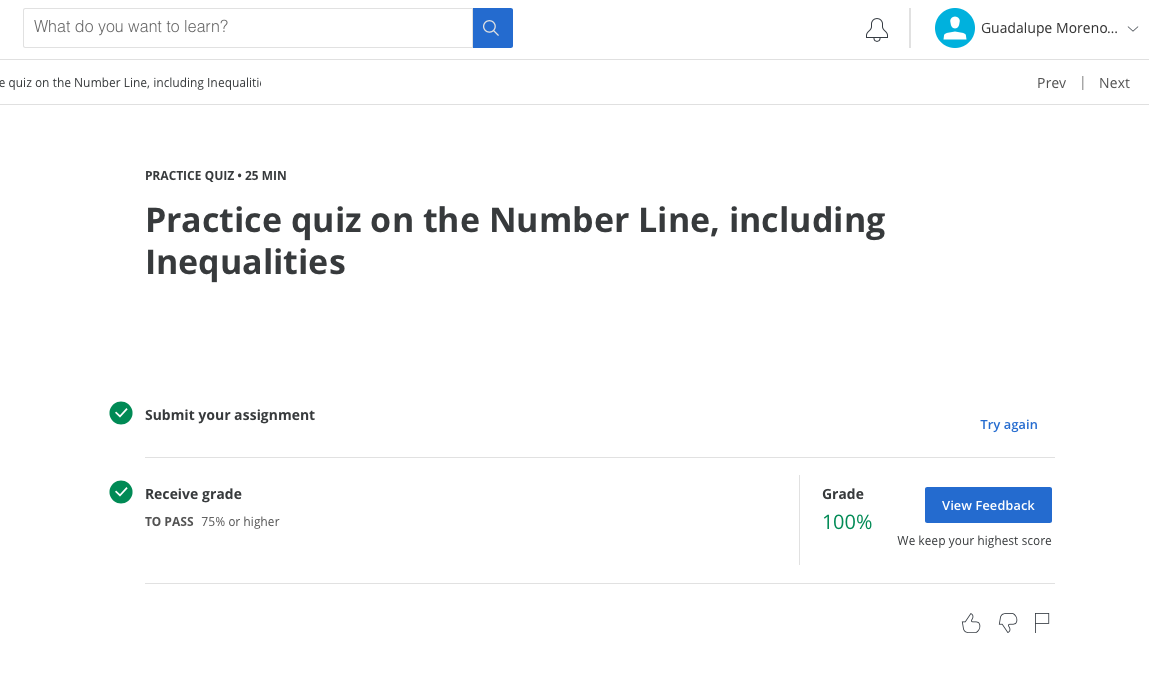 What do you want to learn?
Guadalupe Moreno...
e quiz on the Number Line, including Inequaliti
Prev | Next
PRACTICE QUIZ • 25 MIN
Practice quiz on the Number Line, including
Inequalities
Submit your assignment
Try again
Receive grade
TO PASS 75% or higher
Grade
100%
View Feedback
We keep your highest score